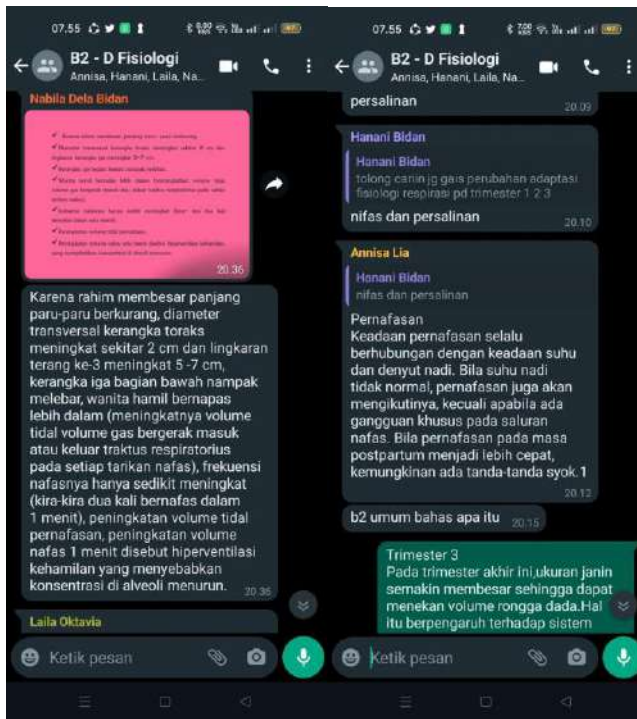 07.55
B2 - D Fisiologi
Annisa, Hanani, Laila, Na...
Nabila Dela Bidan
20.36
Karena rahim membesar panjang
paru-paru berkurang, diameter
transversal kerangka toraks
meningkat sekitar 2 cm dan lingkaran
terang ke-3 meningkat 5 -7 cm,
kerangka iga bagian bawah nampak
melebar, wanita hamil bernapas
lebih dalam (meningkatnya volume
tidal volume gas bergerak masuk
atau keluar traktus respiratorius
pada setiap tarikan nafas), frekuensi
nafasnya hanya sedikit meningkat
(kira-kira dua kali bernafas dalam
1 menit), peningkatan volume tidal
pernafasan, peningkatan volume
nafas 1 menit disebut hiperventilasi
kehamilan yang menyebabkan
konsentrasi di alveoli menurun.
20.36
Laila Oktavia
Ketik pesan
07.55
B2 - D Fisiologi
Annisa, Hanani, Laila, Na...
persalinan
20.09
Hanani Bidan
Hanani Bidan
tolong canin jg gais perubahan adaptasi
fisiologi respirasi pd trimester 1 2 3
nifas dan persalinan
20.10
Annisa Lia
Hanani Bidan
nifas dan persalinan
Pernafasan
Keadaan pernafasan selalu
berhubungan dengan keadaan suhu
dan denyut nadi. Bila suhu nadi
tidak normal, pernafasan juga akan
mengikutinya, kecuali apabila ada
gangguan khusus pada saluran
nafas. Bila pernafasan pada masa
postpartum menjadi lebih cepat,
kemungkinan ada tanda-tanda syok.1
20.12
b2 umum bahas apa itu
20.15
Trimester 3
Pada trimester akhir ini,ukuran janin
semakin membesar sehingga dapat
menekan volume rongga dada.Hal
itu berpengaruh terhadap sistem
Ketik pesan